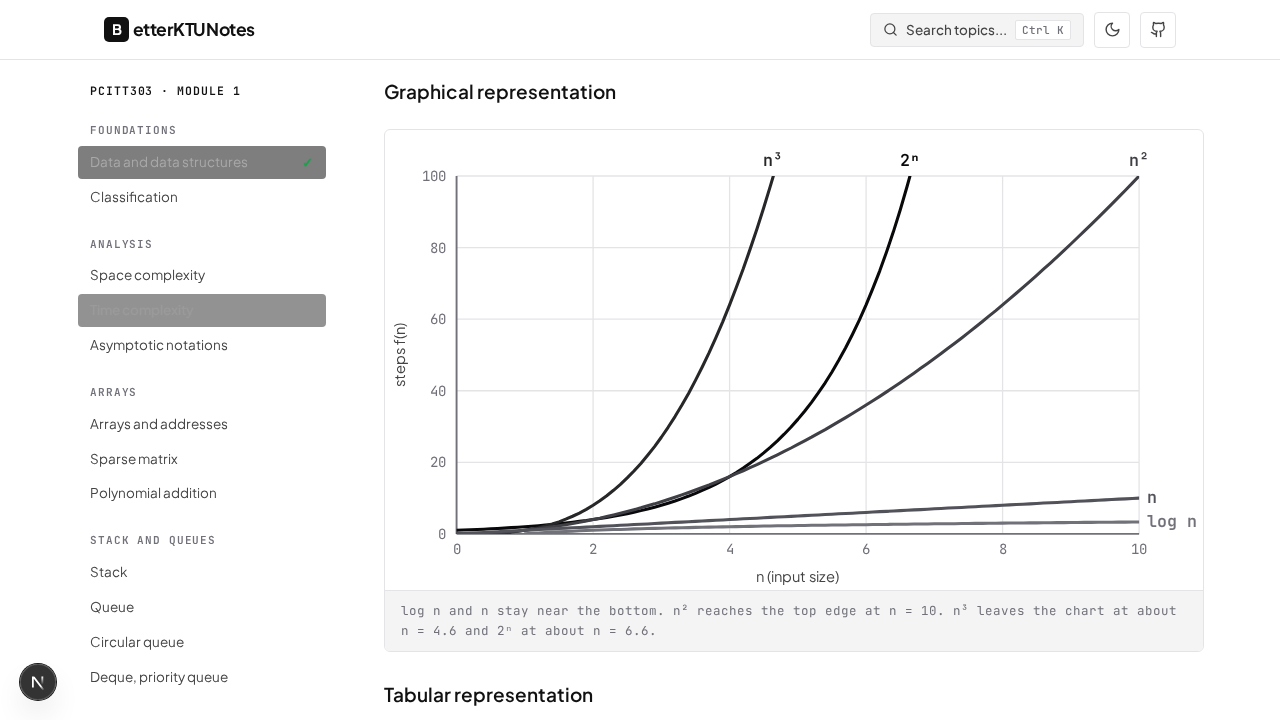 BetterKTUNotes
Search topics... Ctrl K
PCITT303 · MODULE 1
FOUNDATIONS
Data and data structures ✔
Classification
ANALYSIS
Space complexity
Time complexity
Asymptotic notations
ARRAYS
Arrays and addresses
Sparse matrix
Polynomial addition
STACK AND QUEUES
Stack
Queue
Circular queue
Deque, priority queue
N
Graphical representation
n³ 2ⁿ n²
100
80
60
40
20
0
steps f(n)
n
log n
0 2 4 6 8 10
n (input size)
log n and n stay near the bottom. n² reaches the top edge at n = 10. n³ leaves the chart at about
n = 4.6 and 2ⁿ at about n = 6.6.
Tabular representation